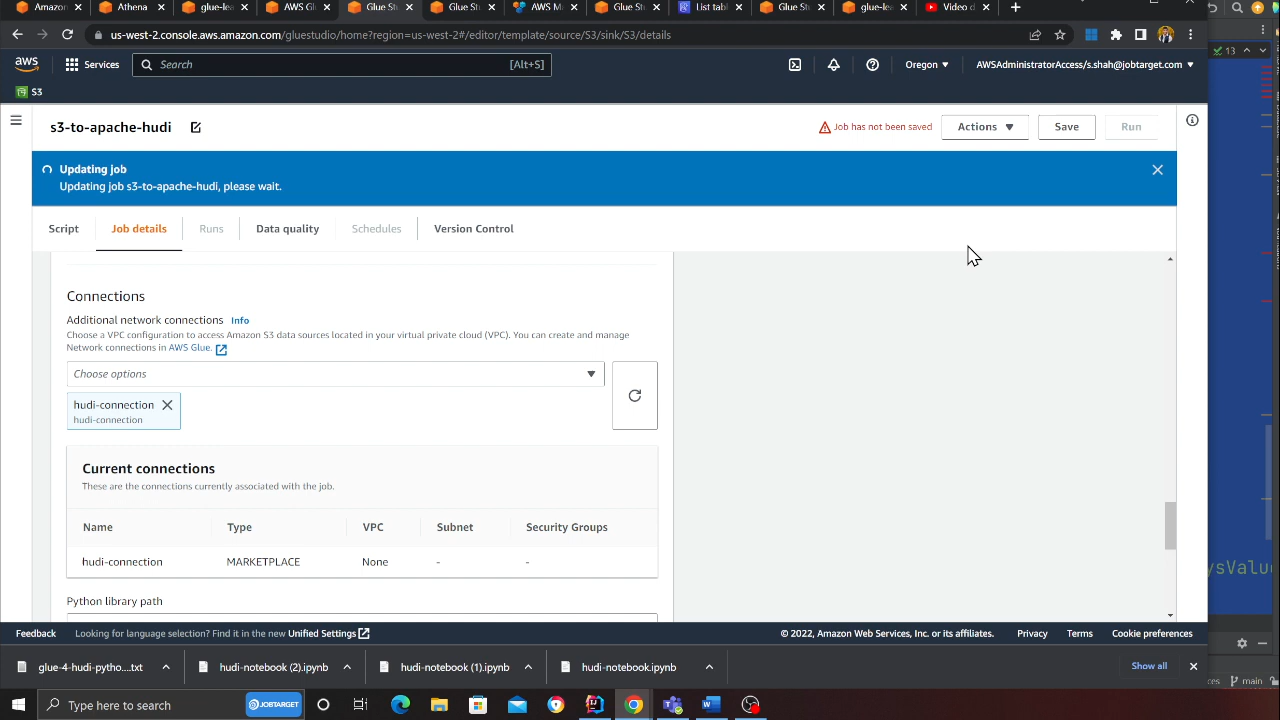 Amazon
Athena
glue-lea
AWS Gl
Glue St
Glue St
AWS M
Glue St
List tabl
Glue St
glue-lea
Video d
us-west-2.console.aws.amazon.com/gluestudio/home?region=us-west-2#/editor/template/source/S3/sink/S3/details
13
aws
Services
Search
[Alt+S]
Oregon
AWSAdministratorAccess/s.shah@jobtarget.com
S3
s3-to-apache-hudi
Job has not been saved
Actions
Save
Run
Updating job
Updating job s3-to-apache-hudi, please wait.
Script
Job details
Runs
Data quality
Schedules
Version Control
Connections
Additional network connections Info
Choose a VPC configuration to access Amazon S3 data sources located in your virtual private cloud (VPC). You can create and manage
Network connections in AWS Glue.
Choose options
hudi-connection
hudi-connection
Current connections
These are the connections currently associated with the job.
Name
Type
VPC
Subnet
Security Groups
hudi-connection
MARKETPLACE
None
-
-
Python library path
ysValue
Feedback
Looking for language selection? Find it in the new Unified Settings
© 2022, Amazon Web Services, Inc. or its affiliates.
Privacy
Terms
Cookie preferences
glue-4-hudi-pytho....txt
hudi-notebook (2).ipynb
hudi-notebook (1).ipynb
hudi-notebook.ipynb
Show all
ces
main
Type here to search
JOBTARGET